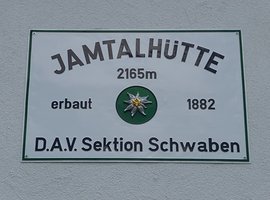 JAMTALHÜTTE
2165m
erbaut 1882
D.A.V. Sektion Schwaben